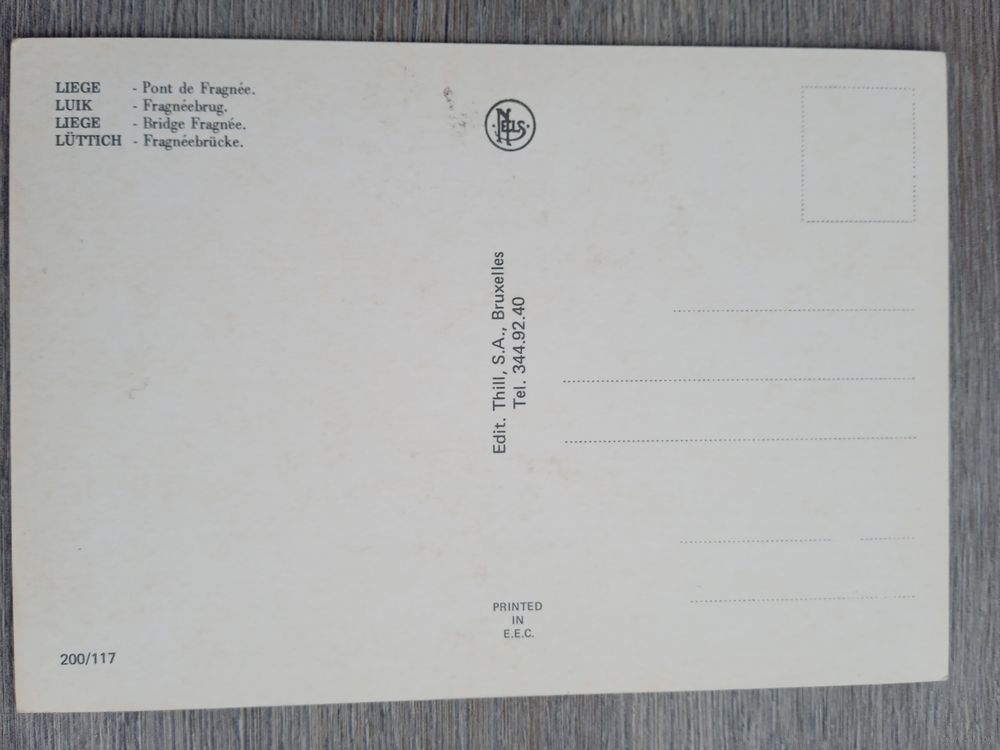 LIEGE - Pont de Fragnée.
LUIK - Fragnéebrug.
LIEGE - Bridge Fragnée.
LÜTTICH - Fragnéebrücke.
NELS
Edit. Thill, S.A., Bruxelles
Tel. 344.92.40
PRINTED
IN
E.E.C.
200/117